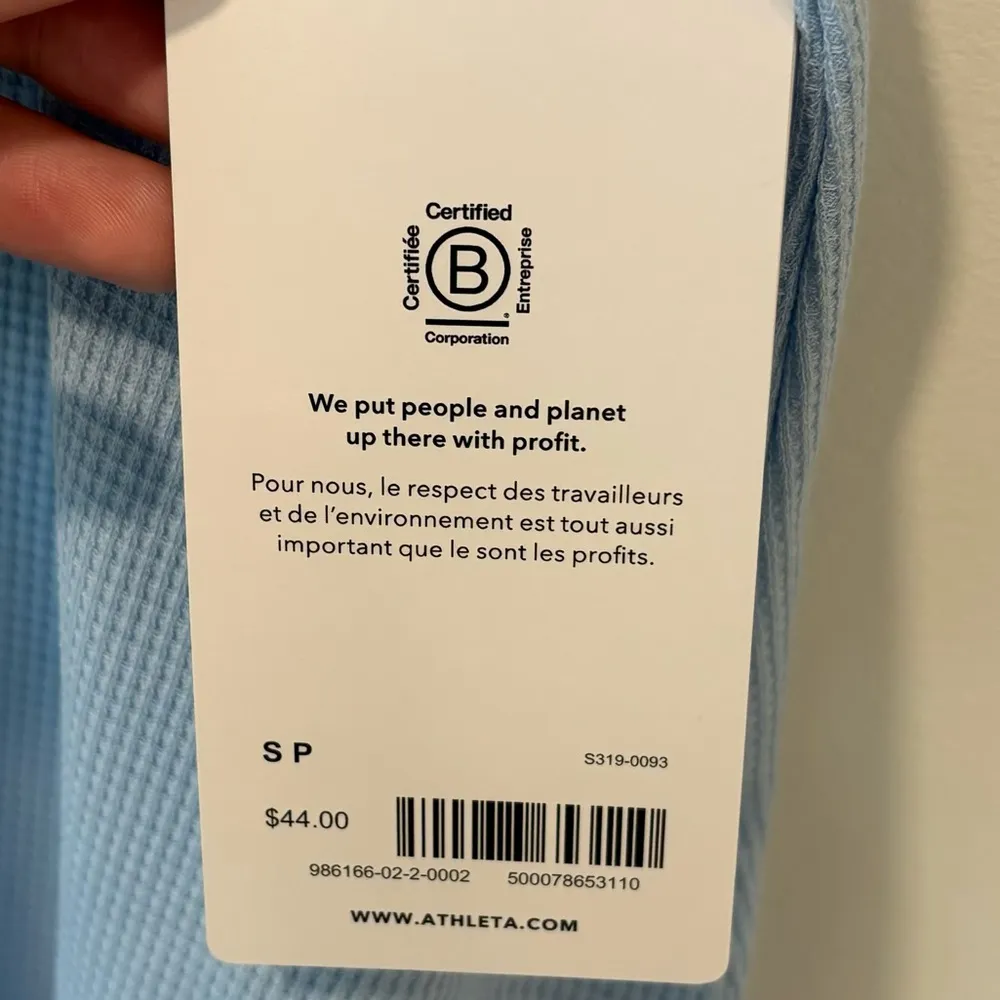 Certified
Certifiée
B
Entreprise
Corporation
We put people and planet
up there with profit.
Pour nous, le respect des travailleurs
et de l'environnement est tout aussi
important que le sont les profits.
S P
S319-0093
$44.00
986166-02-2-0002 500078653110
WWW.ATHLETA.COM